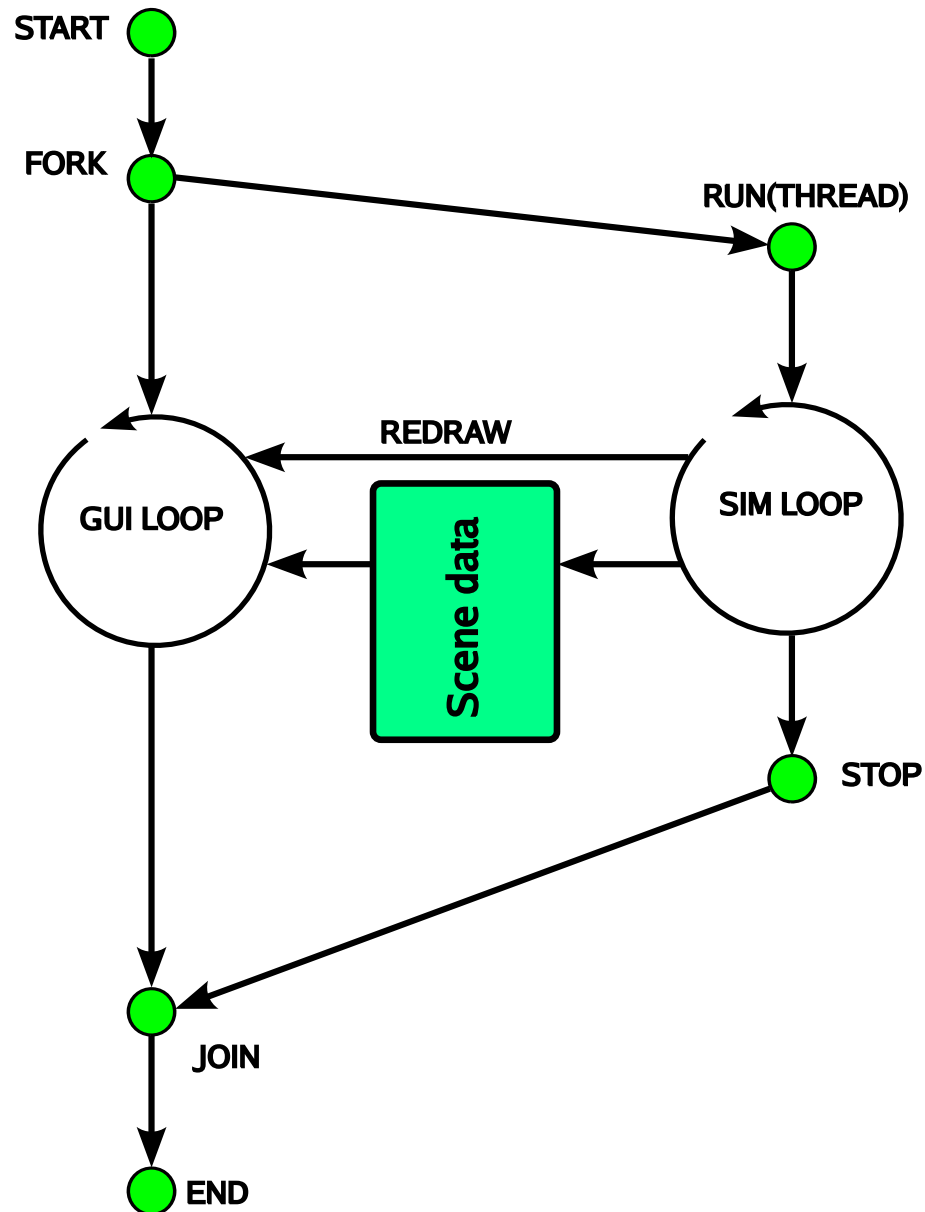 START
FORK
RUN(THREAD)
REDRAW
GUI LOOP
SIM LOOP
Scene data
STOP
JOIN
END